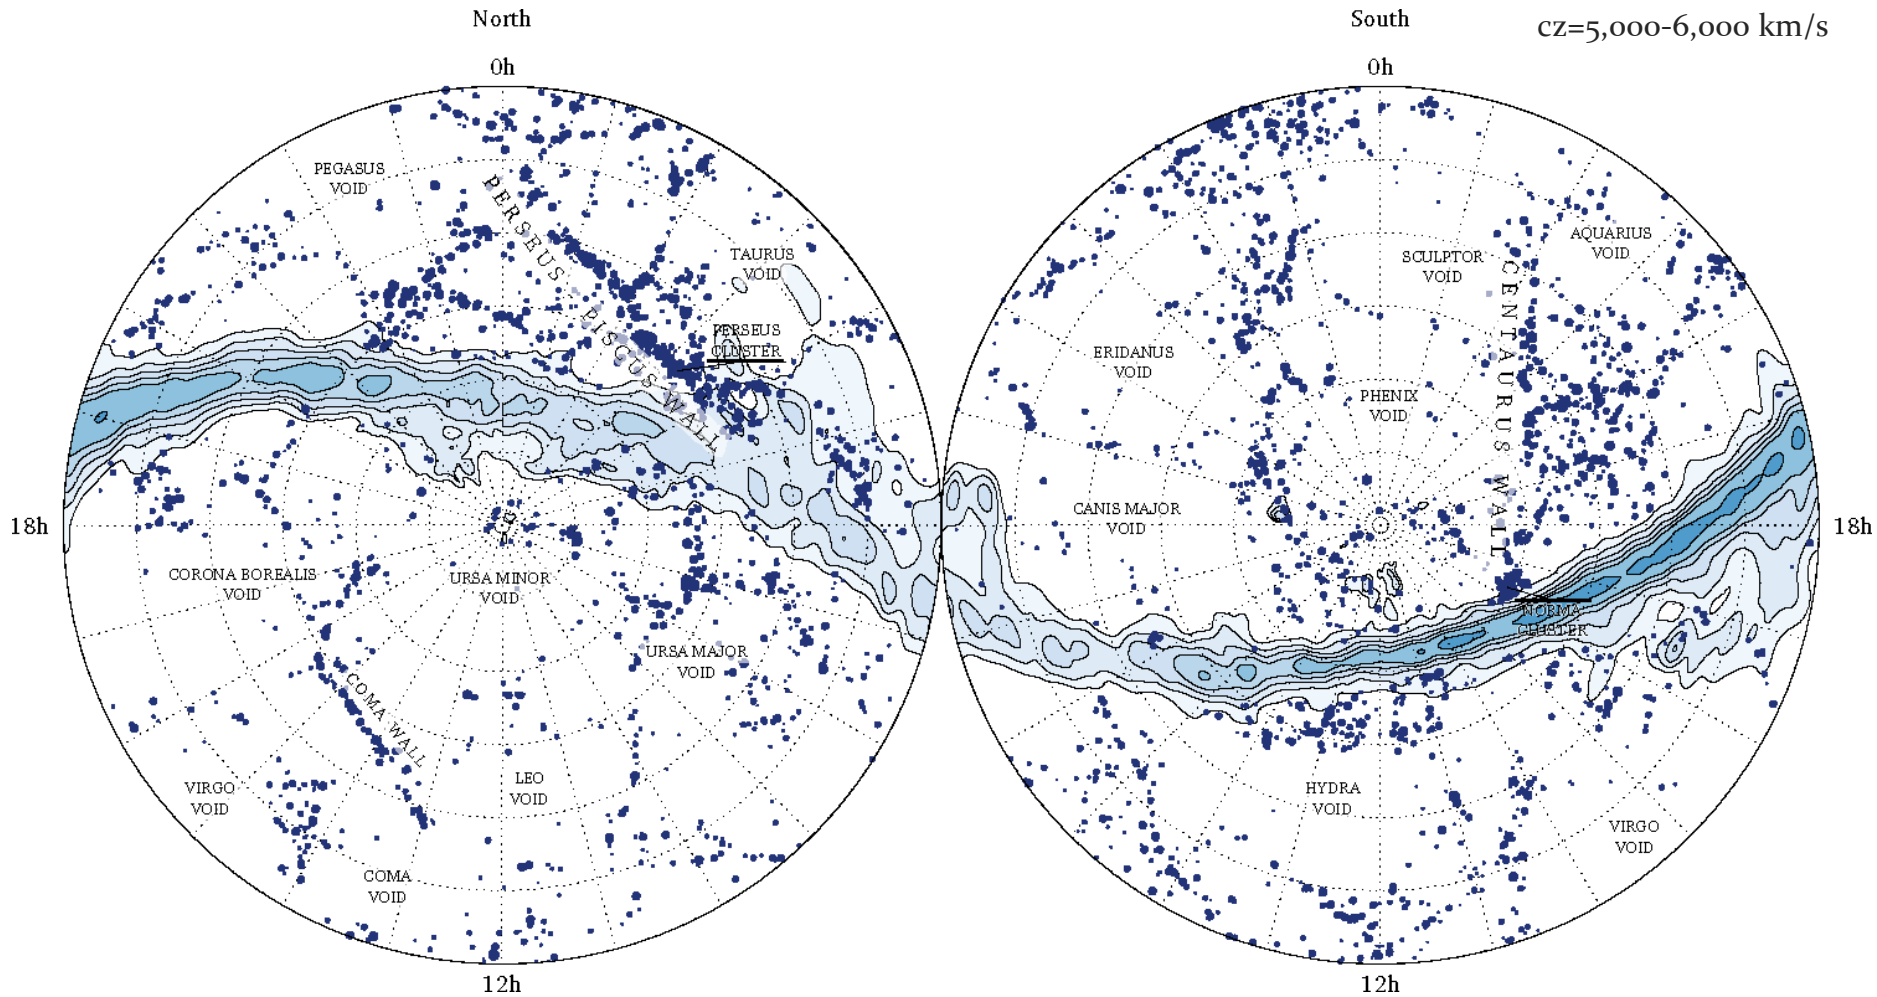 North
South
cz=5,000-6,000 km/s
0h
0h
PEGASUS
VOID
PERSEUS - PISCUS WALL
TAURUS
VOID
PERSEUS
CLUSTER
SCULPTOR
VOID
AQUARIUS
VOID
CENTAURUS WALL
ERIDANUS
VOID
PHENIX
VOID
CANIS MAJOR
VOID
18h
18h
CORONA BOREALIS
VOID
URSA MINOR
VOID
NORMA
CLUSTER
URSA MAJOR
VOID
COMA WALL
VIRGO
VOID
LEO
VOID
HYDRA
VOID
VIRGO
VOID
COMA
VOID
12h
12h